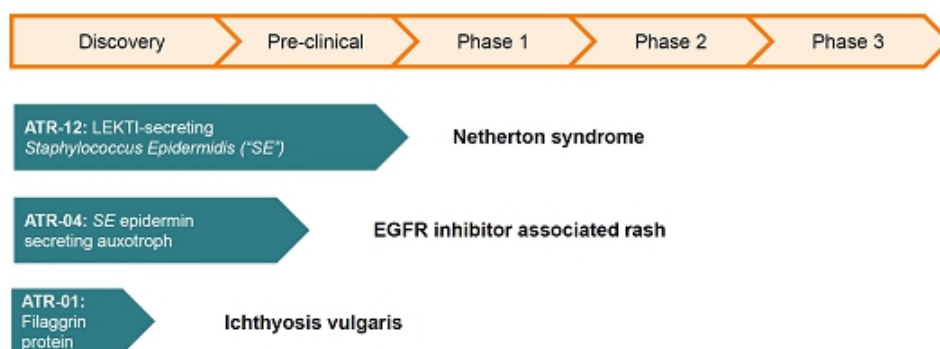 Discovery
Pre-clinical
Phase 1
Phase 2
Phase 3
ATR-12: LEKTI-secreting
Staphylococcus Epidermidis ("SE")
Netherton syndrome
ATR-04: SE epidermin
secreting auxotroph
EGFR inhibitor associated rash
ATR-01:
Filaggrin
protein
Ichthyosis vulgaris